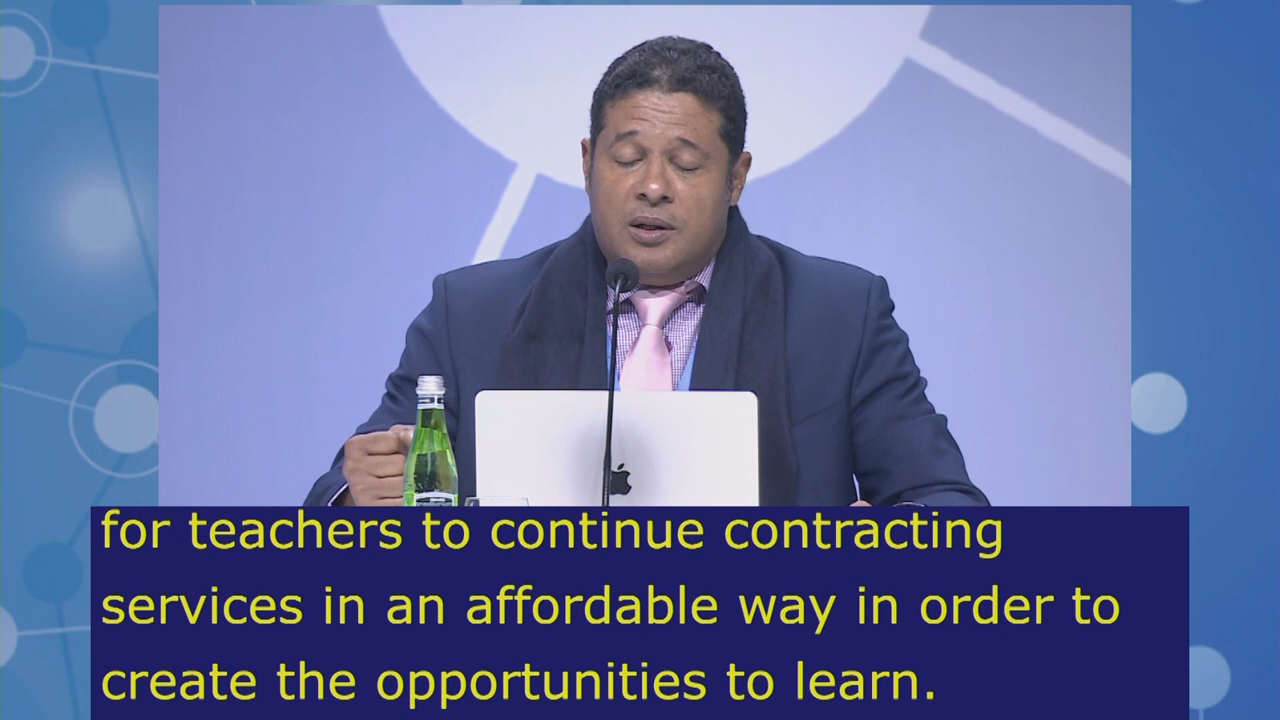 for teachers to continue contracting
services in an affordable way in order to
create the opportunities to learn.